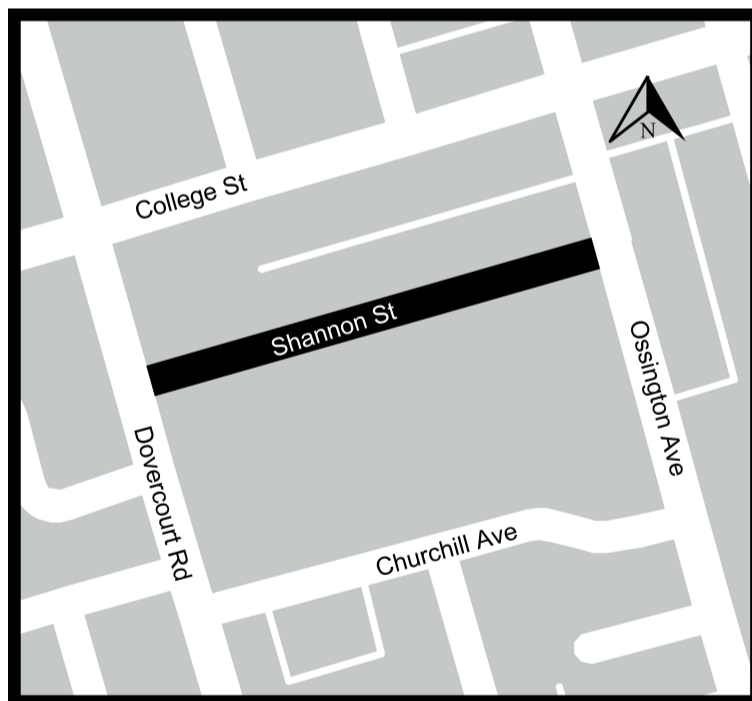 College St
N
Shannon St
Ossington Ave
Dovercourt Rd
Churchill Ave